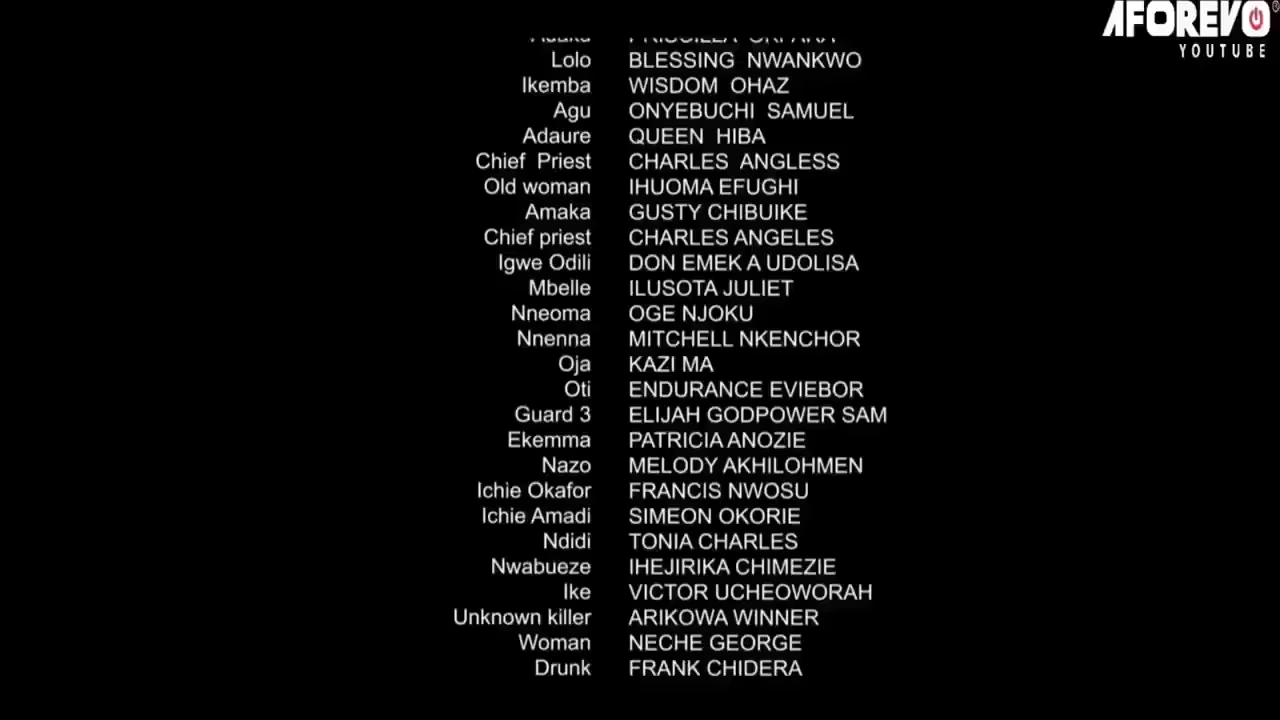 AFOREVO
YOUTUBE
Lolo BLESSING NWANKWO
Ikemba WISDOM OHAZ
Agu ONYEBUCHI SAMUEL
Adaure QUEEN HIBA
Chief Priest CHARLES ANGLESS
Old woman IHUOMA EFUGHI
Amaka GUSTY CHIBUIKE
Chief priest CHARLES ANGELES
Igwe Odili DON EMEK A UDOLISA
Mbelle ILUSOTA JULIET
Nneoma OGE NJOKU
Nnenna MITCHELL NKENCHOR
Oja KAZI MA
Oti ENDURANCE EVIEBOR
Guard 3 ELIJAH GODPOWER SAM
Ekemma PATRICIA ANOZIE
Nazo MELODY AKHILOHMEN
Ichie Okafor FRANCIS NWOSU
Ichie Amadi SIMEON OKORIE
Ndidi TONIA CHARLES
Nwabueze IHEJIRIKA CHIMEZIE
Ike VICTOR UCHEOWORAH
Unknown killer ARIKOWA WINNER
Woman NECHE GEORGE
Drunk FRANK CHIDERA